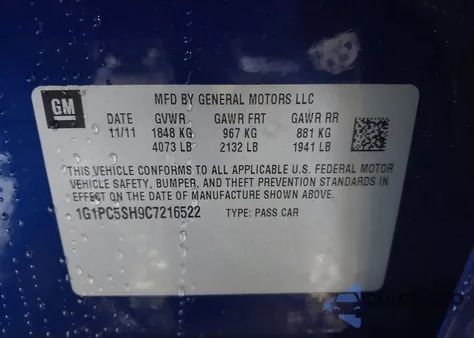 GM
MFD BY GENERAL MOTORS LLC
DATE GVWR GAWR FRT GAWR RR
11/11 1848 KG 967 KG 881 KG
4073 LB 2132 LB 1941 LB
THIS VEHICLE CONFORMS TO ALL APPLICABLE U.S. FEDERAL MOTOR
VEHICLE SAFETY, BUMPER, AND THEFT PREVENTION STANDARDS IN
EFFECT ON THE DATE OF MANUFACTURE SHOWN ABOVE.
1G1PC5SH9C7216522 TYPE: PASS CAR